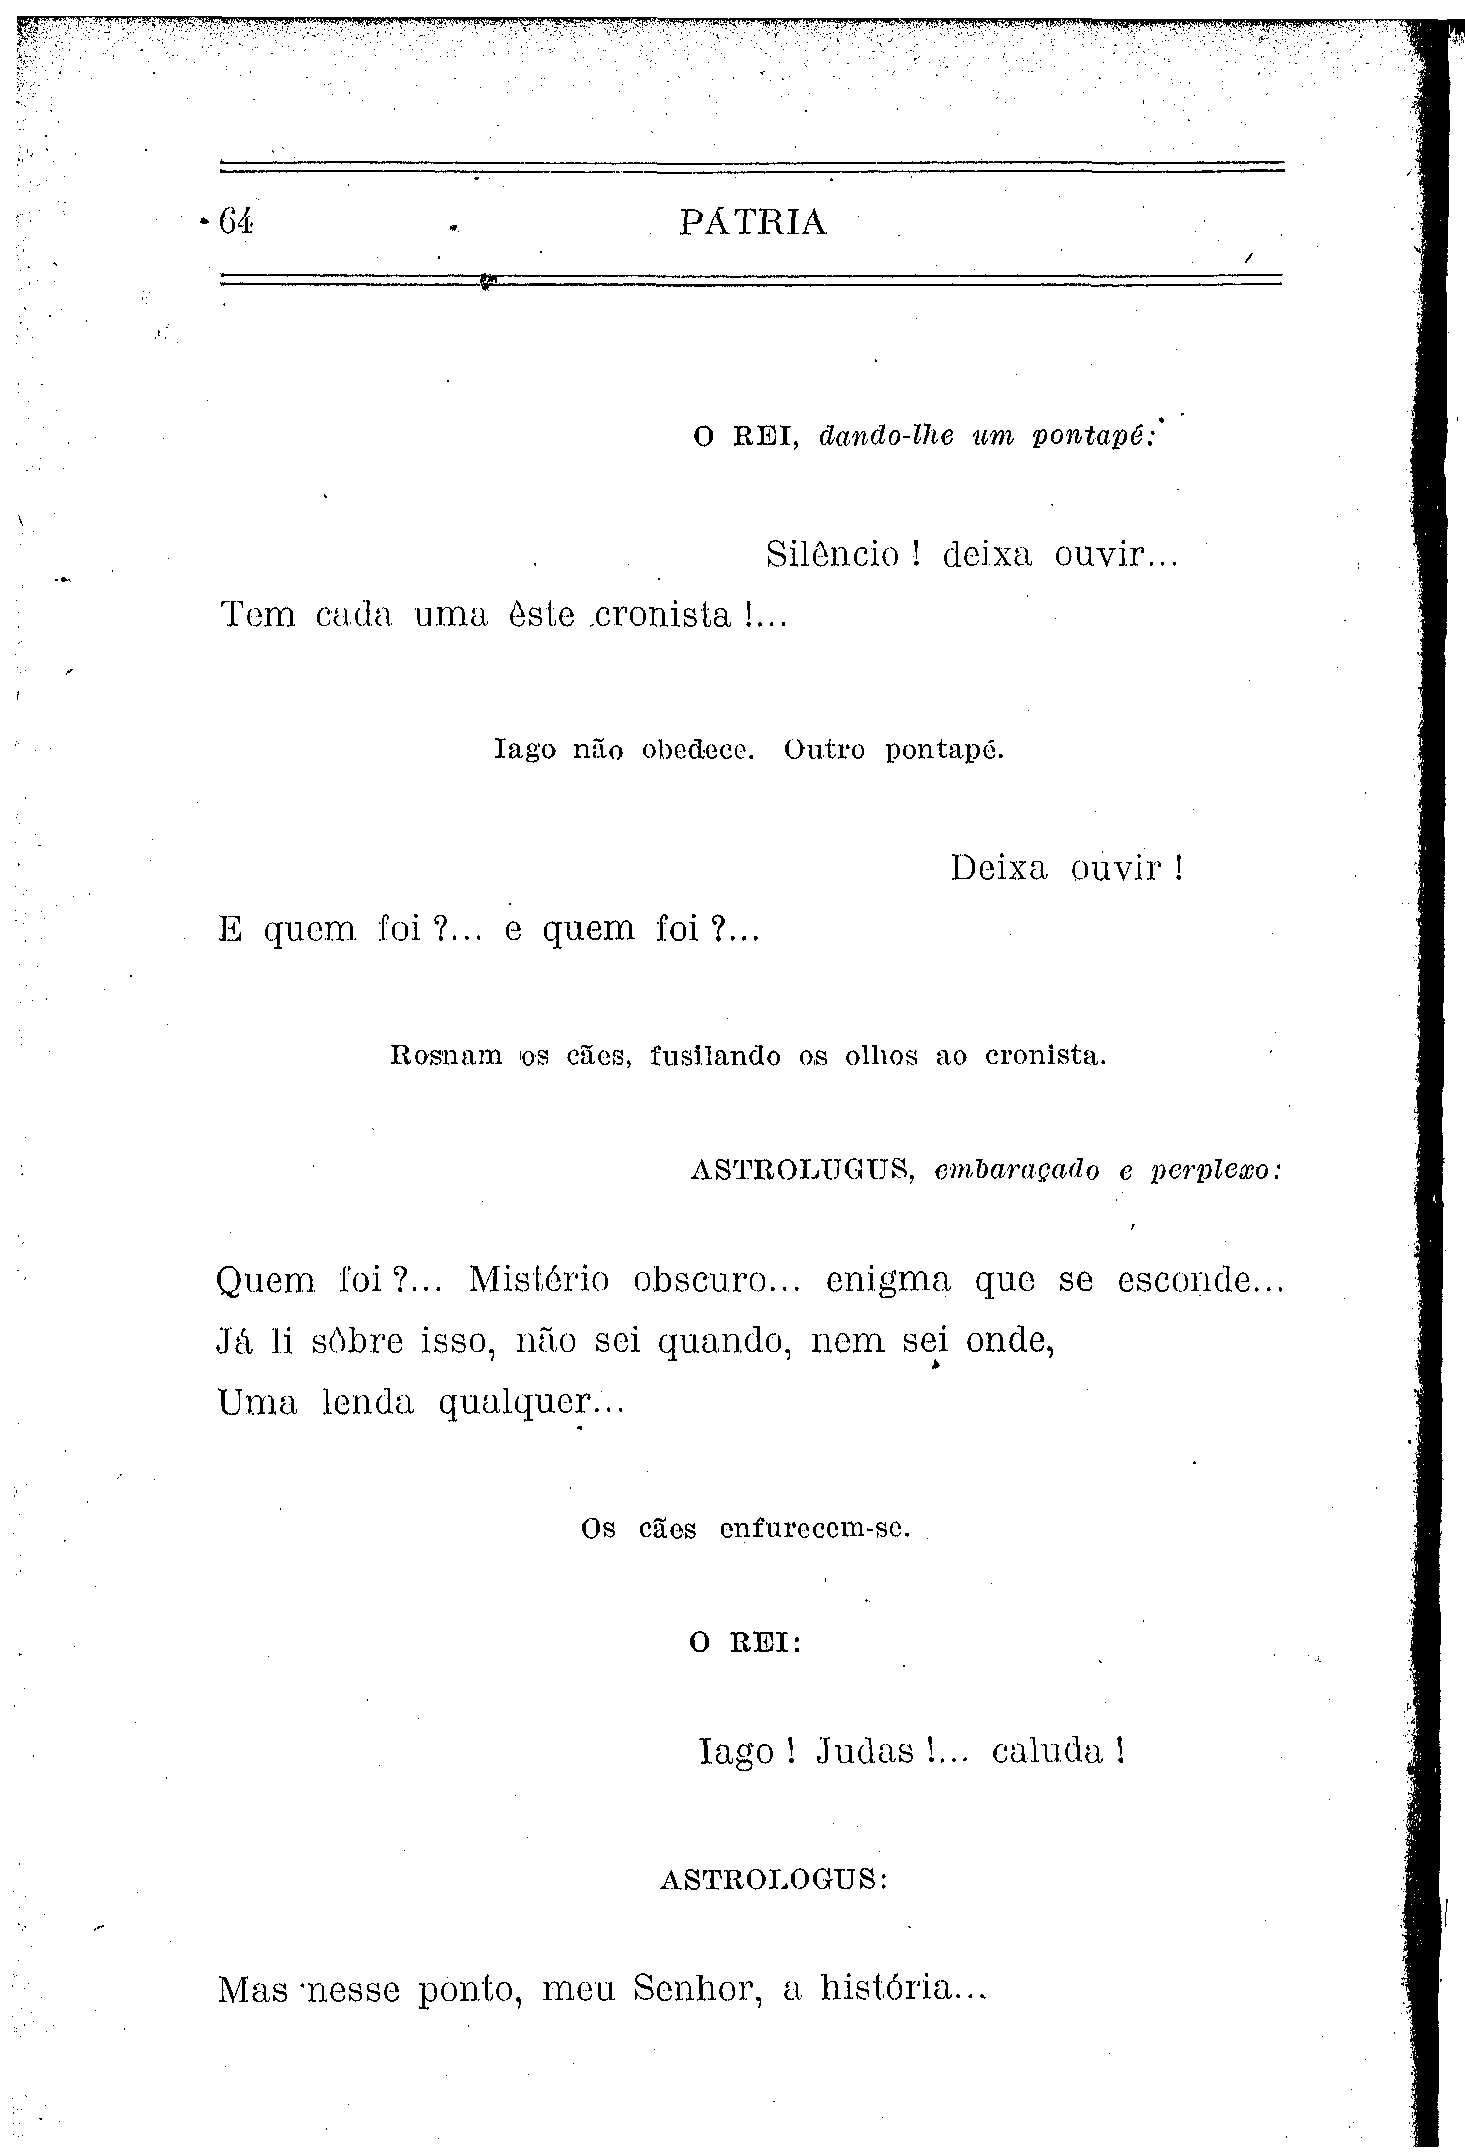 64 PÁTRIA
O REI, dando-lhe um pontapé:
Silêncio ! deixa ouvir...
Tem cada uma êste cronista !...
Iago não obedece. Outro pontapé.
Deixa ouvir !
E quem foi ?... e quem foi ?...
Rosnam os cães, fusilando os olhos ao cronista.
ASTROLUGUS, embaraçado e perplexo:
Quem foi ?... Mistério obscuro... enigma que se esconde...
Já li sôbre isso, não sei quando, nem sei onde,
Uma lenda qualquer...
Os cães enfurecem-se.
O REI:
Iago ! Judas !... caluda !
ASTROLOGUS:
Mas nesse ponto, meu Senhor, a história...